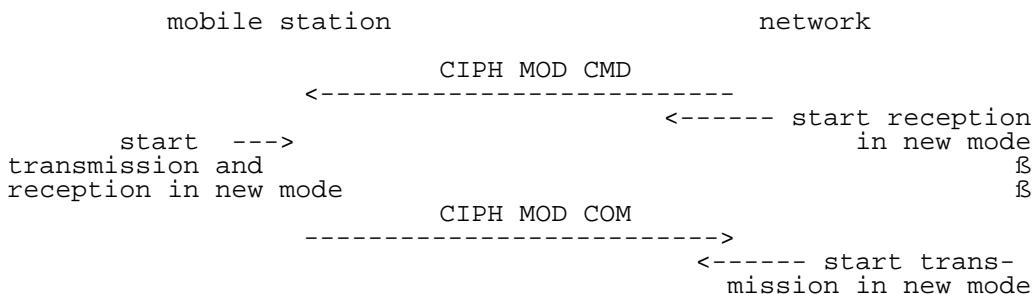 mobile station network
CIPH MOD CMD
<---------------------------
<------ start reception
start ---> in new mode
transmission and ß
reception in new mode ß
CIPH MOD COM
-------------------------->
<------ start trans-
mission in new mode